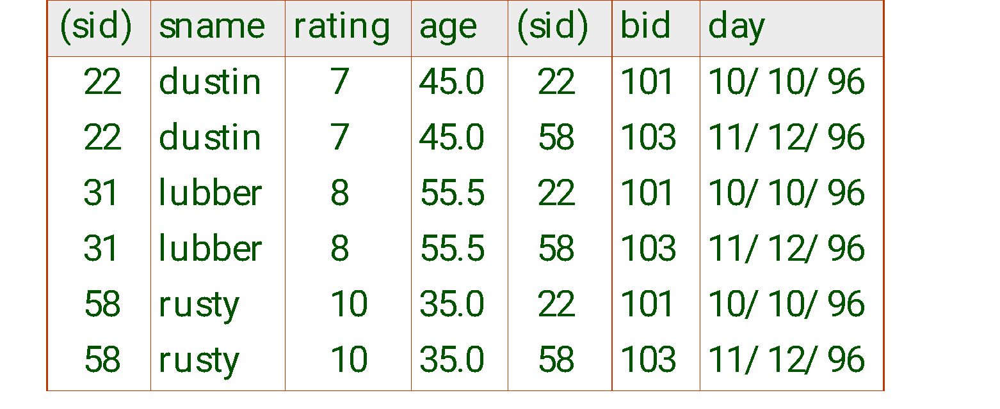 (sid) sname rating age (sid) bid day
22 dustin 7 45.0 22 101 10/ 10/ 96
22 dustin 7 45.0 58 103 11/ 12/ 96
31 lubber 8 55.5 22 101 10/ 10/ 96
31 lubber 8 55.5 58 103 11/ 12/ 96
58 rusty 10 35.0 22 101 10/ 10/ 96
58 rusty 10 35.0 58 103 11/ 12/ 96